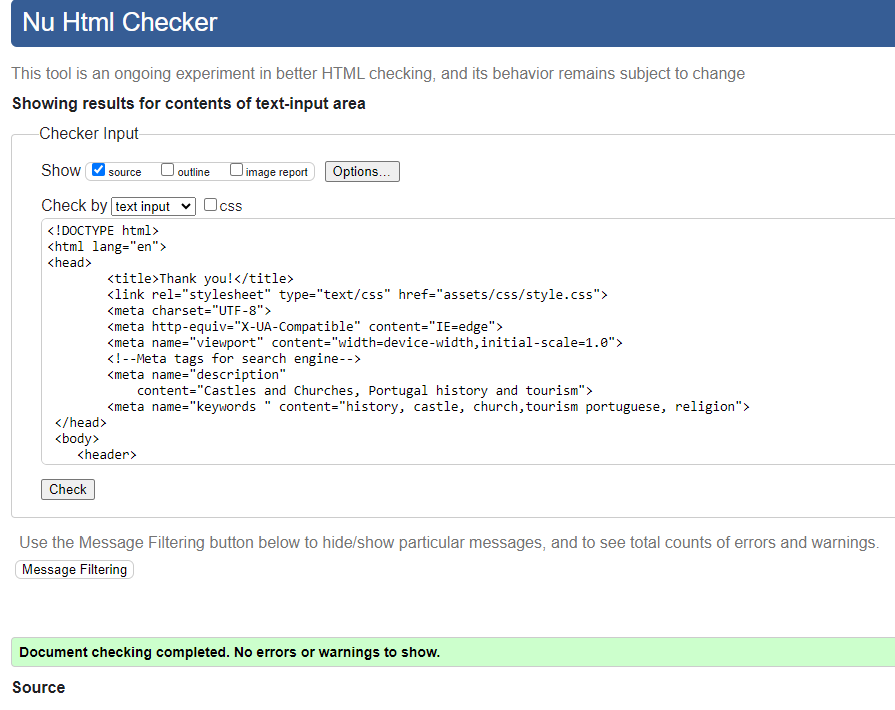 Nu Html Checker
This tool is an ongoing experiment in better HTML checking, and its behavior remains subject to change
Showing results for contents of text-input area
Checker Input
Show source outline image report Options...
Check by text input css
<!DOCTYPE html>
<html lang="en">
<head>
<title>Thank you!</title>
<link rel="stylesheet" type="text/css" href="assets/css/style.css">
<meta charset="UTF-8">
<meta http-equiv="X-UA-Compatible" content="IE=edge">
<meta name="viewport" content="width=device-width,initial-scale=1.0">
<!--Meta tags for search engine-->
<meta name="description"
content="Castles and Churches, Portugal history and tourism">
<meta name="keywords " content="history, castle, church,tourism portuguese, religion">
</head>
<body>
<header>
Check
Use the Message Filtering button below to hide/show particular messages, and to see total counts of errors and warnings.
Message Filtering
Document checking completed. No errors or warnings to show.
Source